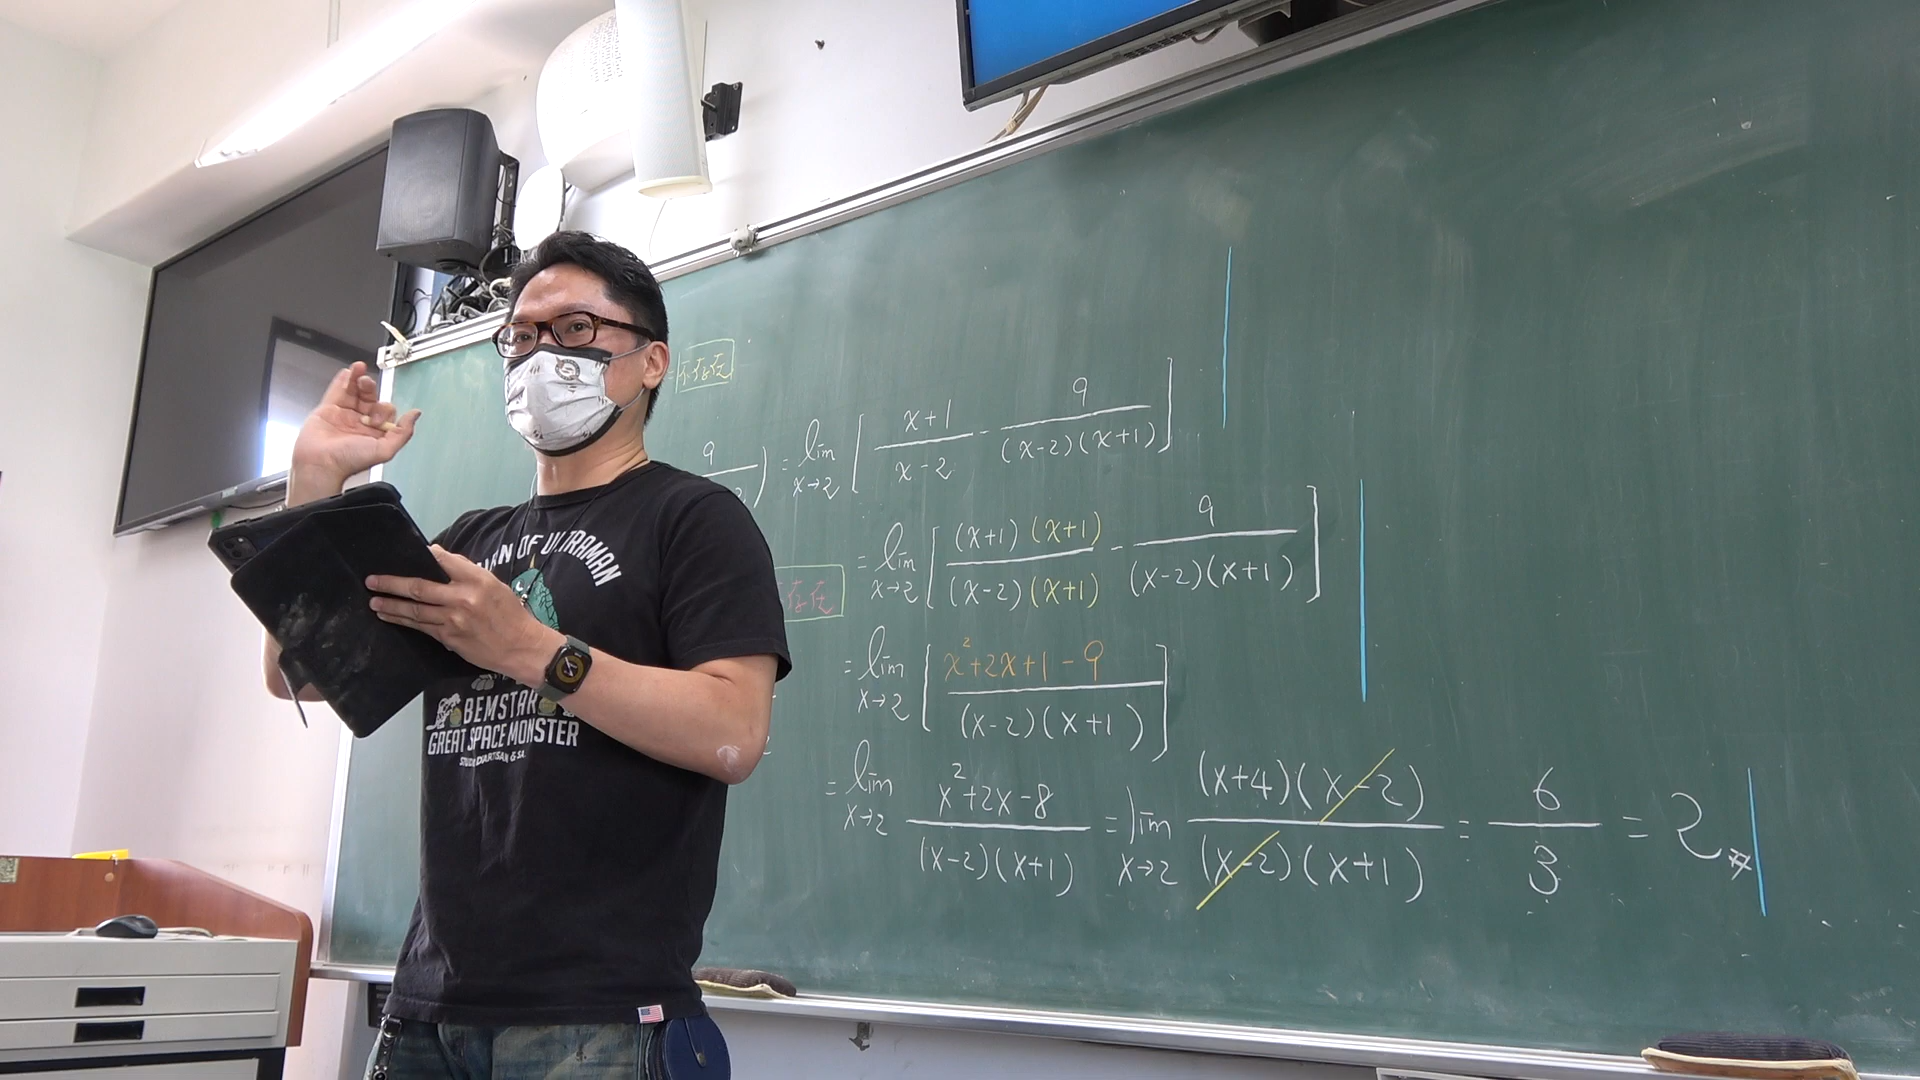 不存在
9
= lim x→2 [ (x+1)/(x-2) - 9/((x-2)(x+1)) ]
= lim x→2 [ (x+1)(x+1)/((x-2)(x+1)) - 9/((x-2)(x+1)) ]
存在
= lim x→2 [ (x²+2x+1-9)/((x-2)(x+1)) ]
= lim x→2 (x²+2x-8)/((x-2)(x+1)) = lim x→2 ((x+4)(x-2))/((x-2)(x+1)) = 6/3 = 2
OF ULTRAMAN
BEMSTAR
GREAT SPACE MONSTER